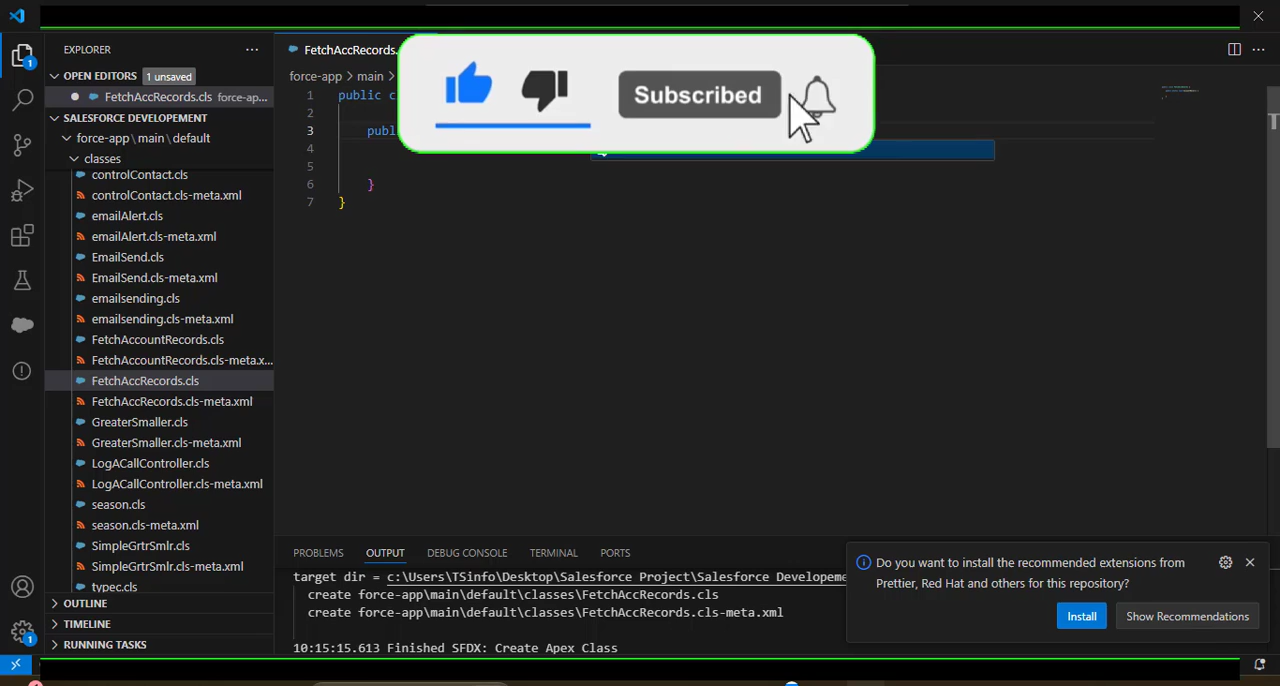 EXPLORER
OPEN EDITORS 1 unsaved
FetchAccRecords.cls force-ap...
SALESFORCE DEVELOPEMENT
force-app \ main \ default
classes
controlContact.cls
controlContact.cls-meta.xml
emailAlert.cls
emailAlert.cls-meta.xml
EmailSend.cls
EmailSend.cls-meta.xml
emailsending.cls
emailsending.cls-meta.xml
FetchAccountRecords.cls
FetchAccountRecords.cls-meta.x...
FetchAccRecords.cls
FetchAccRecords.cls-meta.xml
GreaterSmaller.cls
GreaterSmaller.cls-meta.xml
LogACallController.cls
LogACallController.cls-meta.xml
season.cls
season.cls-meta.xml
SimpleGrtrSmlr.cls
SimpleGrtrSmlr.cls-meta.xml
typec.cls
OUTLINE
TIMELINE
RUNNING TASKS
FetchAccRecords.
force-app > main >
Subscribed
1 public c
2
3 publ
4
5
6 }
7 }
PROBLEMS OUTPUT DEBUG CONSOLE TERMINAL PORTS
target dir = c:\Users\TSinfo\Desktop\Salesforce Project\Salesforce Developeme
create force-app\main\default\classes\FetchAccRecords.cls
create force-app\main\default\classes\FetchAccRecords.cls-meta.xml
10:15:15.613 Finished SFDX: Create Apex Class
Do you want to install the recommended extensions from
Prettier, Red Hat and others for this repository?
Install Show Recommendations